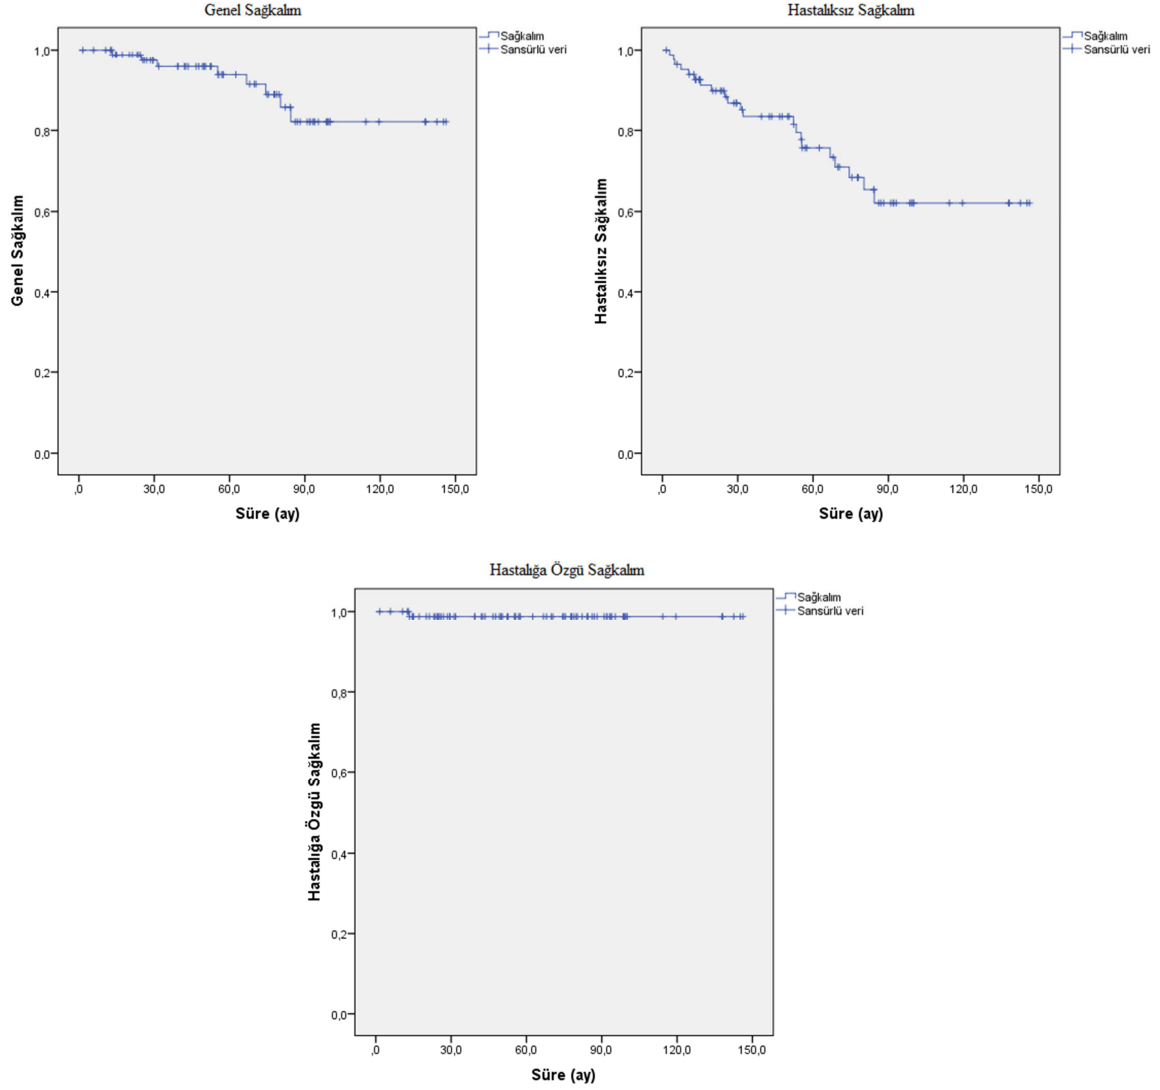 Genel Sağkalım
Sağkalım
Sansürlü veri
1,0
0,8
0,6
0,4
0,2
0,0
Genel Sağkalım
,0 30,0 60,0 90,0 120,0 150,0
Süre (ay)
Hastalıksız Sağkalım
Sağkalım
Sansürlü veri
1,0
0,8
0,6
0,4
0,2
0,0
Hastalıksız Sağkalım
,0 30,0 60,0 90,0 120,0 150,0
Süre (ay)
Hastalığa Özgü Sağkalım
Sağkalım
Sansürlü veri
1,0
0,8
0,6
0,4
0,2
0,0
Hastalığa Özgü Sağkalım
,0 30,0 60,0 90,0 120,0 150,0
Süre (ay)